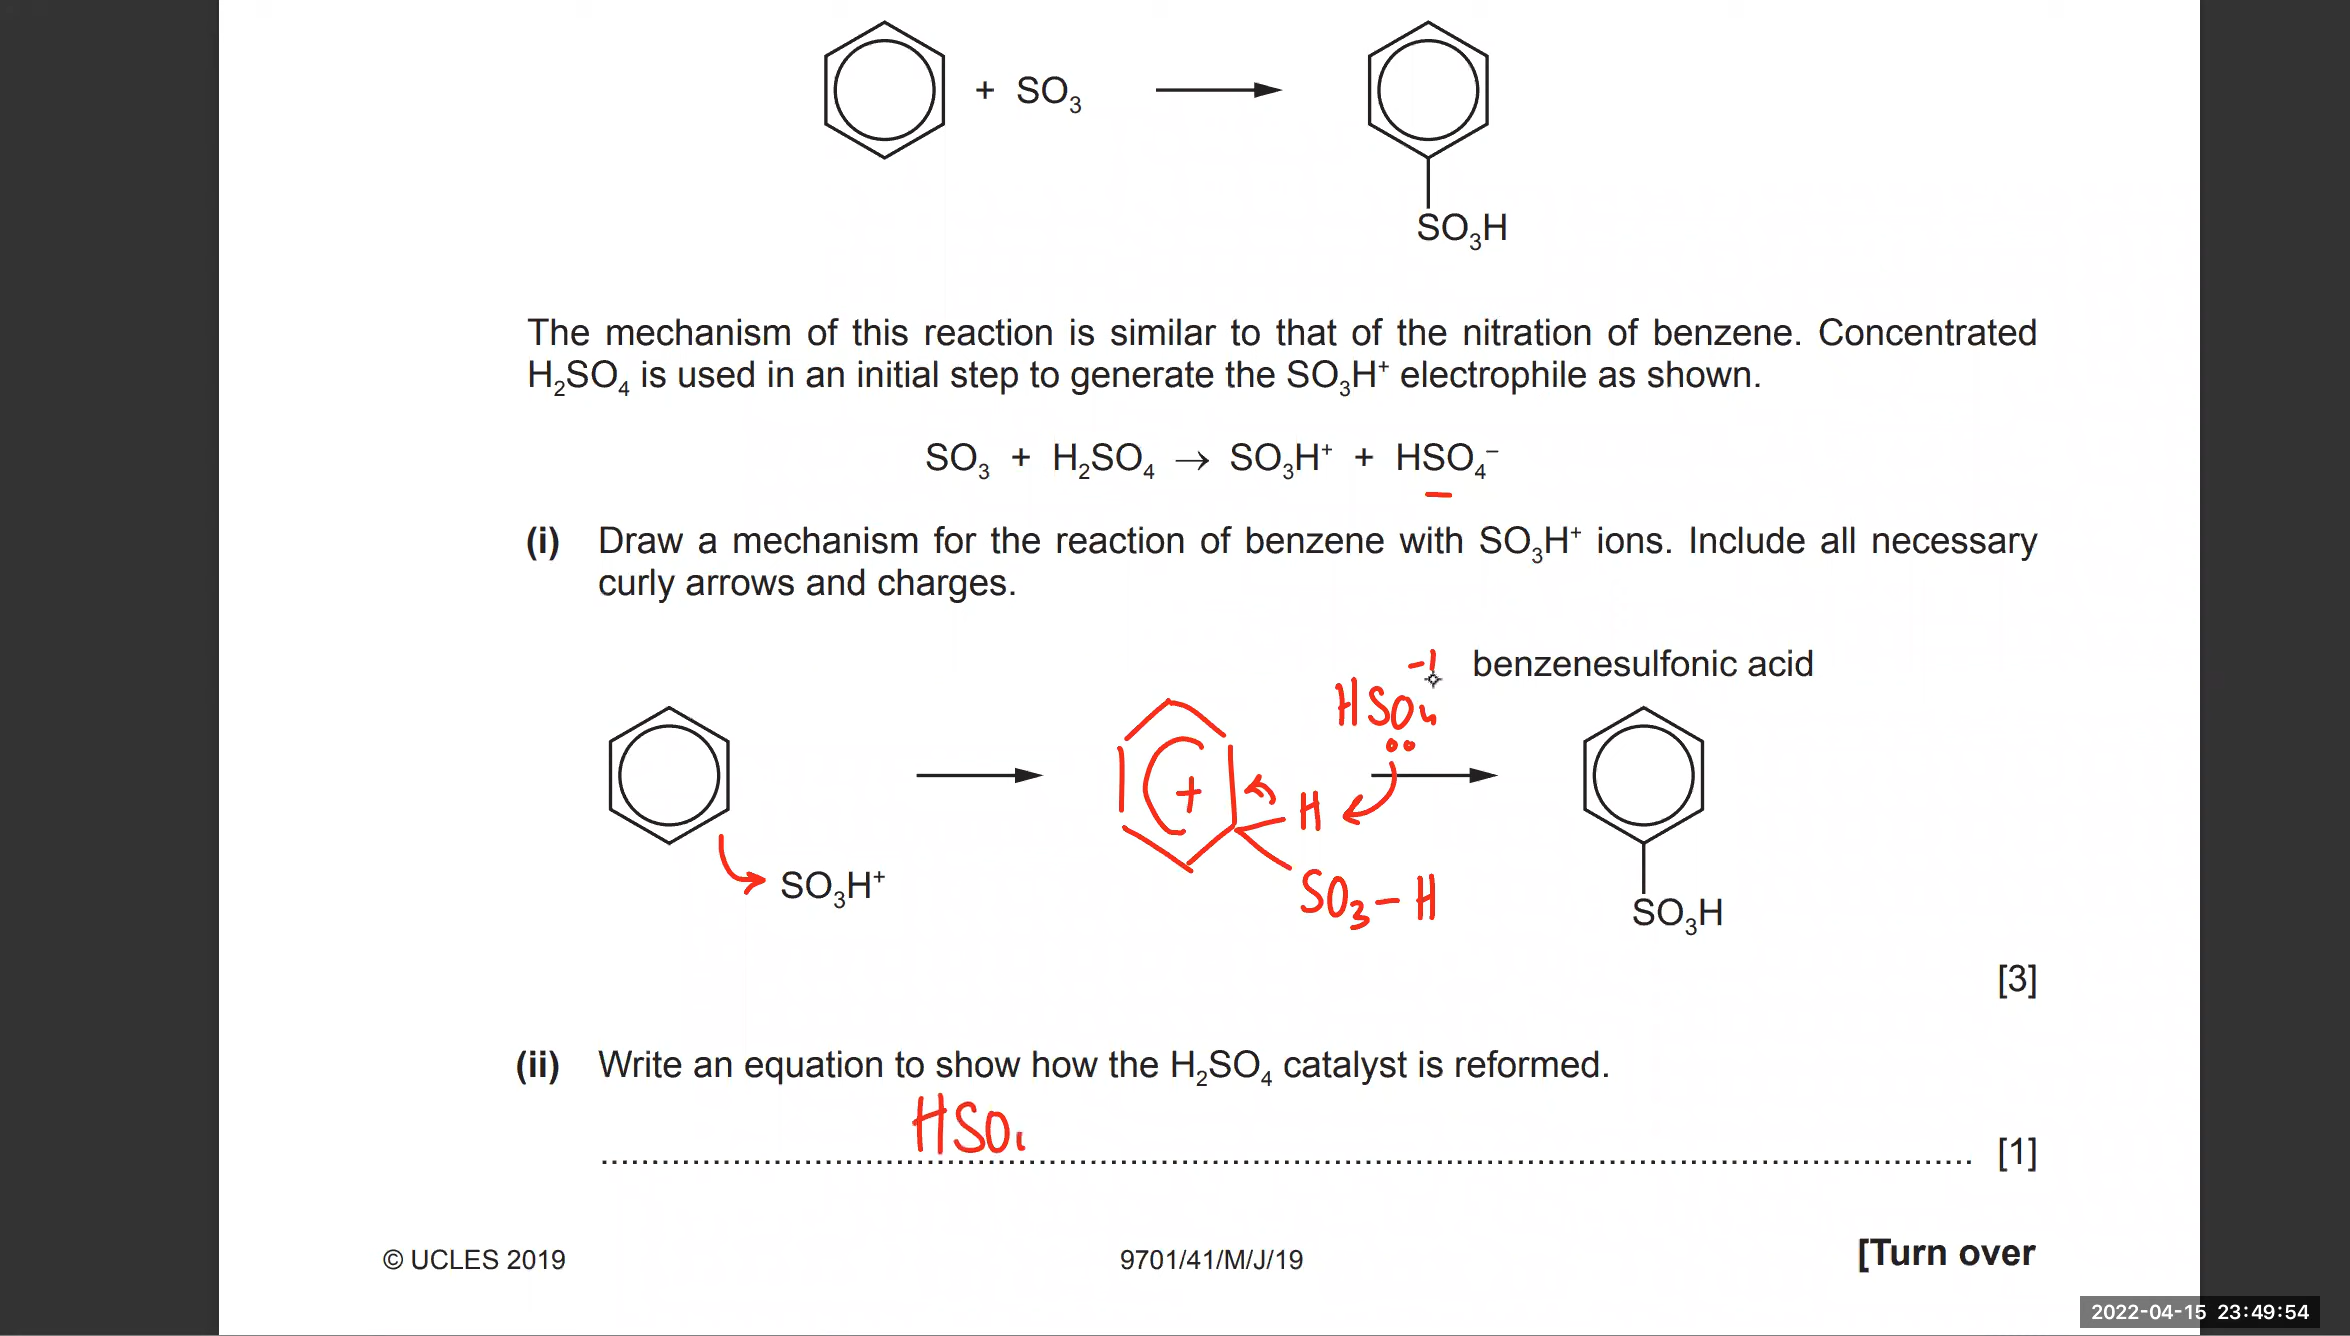 + SO₃
SO₃H
The mechanism of this reaction is similar to that of the nitration of benzene. Concentrated
H₂SO₄ is used in an initial step to generate the SO₃H⁺ electrophile as shown.
SO₃ + H₂SO₄ → SO₃H⁺ + HSO₄⁻
(i) Draw a mechanism for the reaction of benzene with SO₃H⁺ ions. Include all necessary
curly arrows and charges.
benzenesulfonic acid
-1
HSO₄
+
H
SO₃H⁺
SO₃-H
SO₃H
[3]
(ii) Write an equation to show how the H₂SO₄ catalyst is reformed.
HSO
[1]
© UCLES 2019
9701/41/M/J/19
[Turn over
2022-04-15 23:49:54